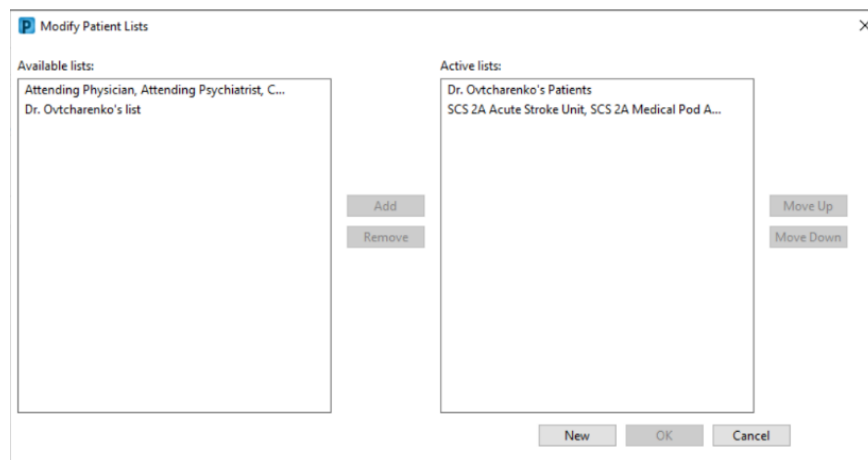 Modify Patient Lists
Available lists:
Attending Physician, Attending Psychiatrist, C...
Dr. Ovtcharenko's list
Add
Remove
Active lists:
Dr. Ovtcharenko's Patients
SCS 2A Acute Stroke Unit, SCS 2A Medical Pod A...
Move Up
Move Down
New
OK
Cancel